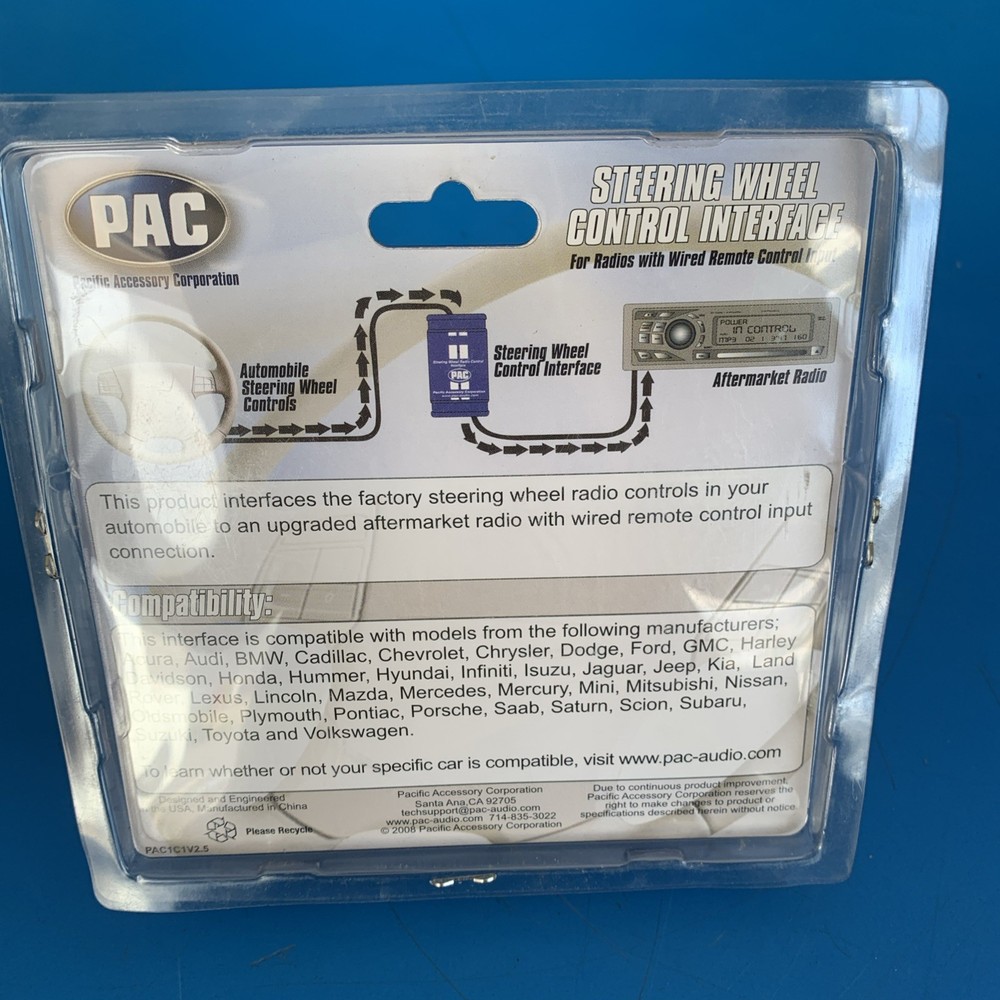 PAC
Pacific Accessory Corporation
STEERING WHEEL
CONTROL INTERFACE
For Radios with Wired Remote Control Input
Automobile
Steering Wheel
Controls
PAC
Steering Wheel
Control Interface
POWER
IN CONTROL
MP3
Aftermarket Radio
This product interfaces the factory steering wheel radio controls in your
automobile to an upgraded aftermarket radio with wired remote control input
connection.
Compatibility:
This interface is compatible with models from the following manufacturers;
Acura, Audi, BMW, Cadillac, Chevrolet, Chrysler, Dodge, Ford, GMC, Harley
Davidson, Honda, Hummer, Hyundai, Infiniti, Isuzu, Jaguar, Jeep, Kia, Land
Rover, Lexus, Lincoln, Mazda, Mercedes, Mercury, Mini, Mitsubishi, Nissan,
Oldsmobile, Plymouth, Pontiac, Porsche, Saab, Saturn, Scion, Subaru,
Suzuki, Toyota and Volkswagen.
To learn whether or not your specific car is compatible, visit www.pac-audio.com
Designed and Engineered
in the USA, Manufactured in China
Please Recycle
PAC1C1V2.5
Pacific Accessory Corporation
Santa Ana,CA 92705
techsupport@pac-audio.com
www.pac-audio.com 714-835-3022
© 2008 Pacific Accessory Corporation
Due to continuous product improvement,
Pacific Accessory Corporation reserves the
right to make changes to product or
specifications described herein without notice.